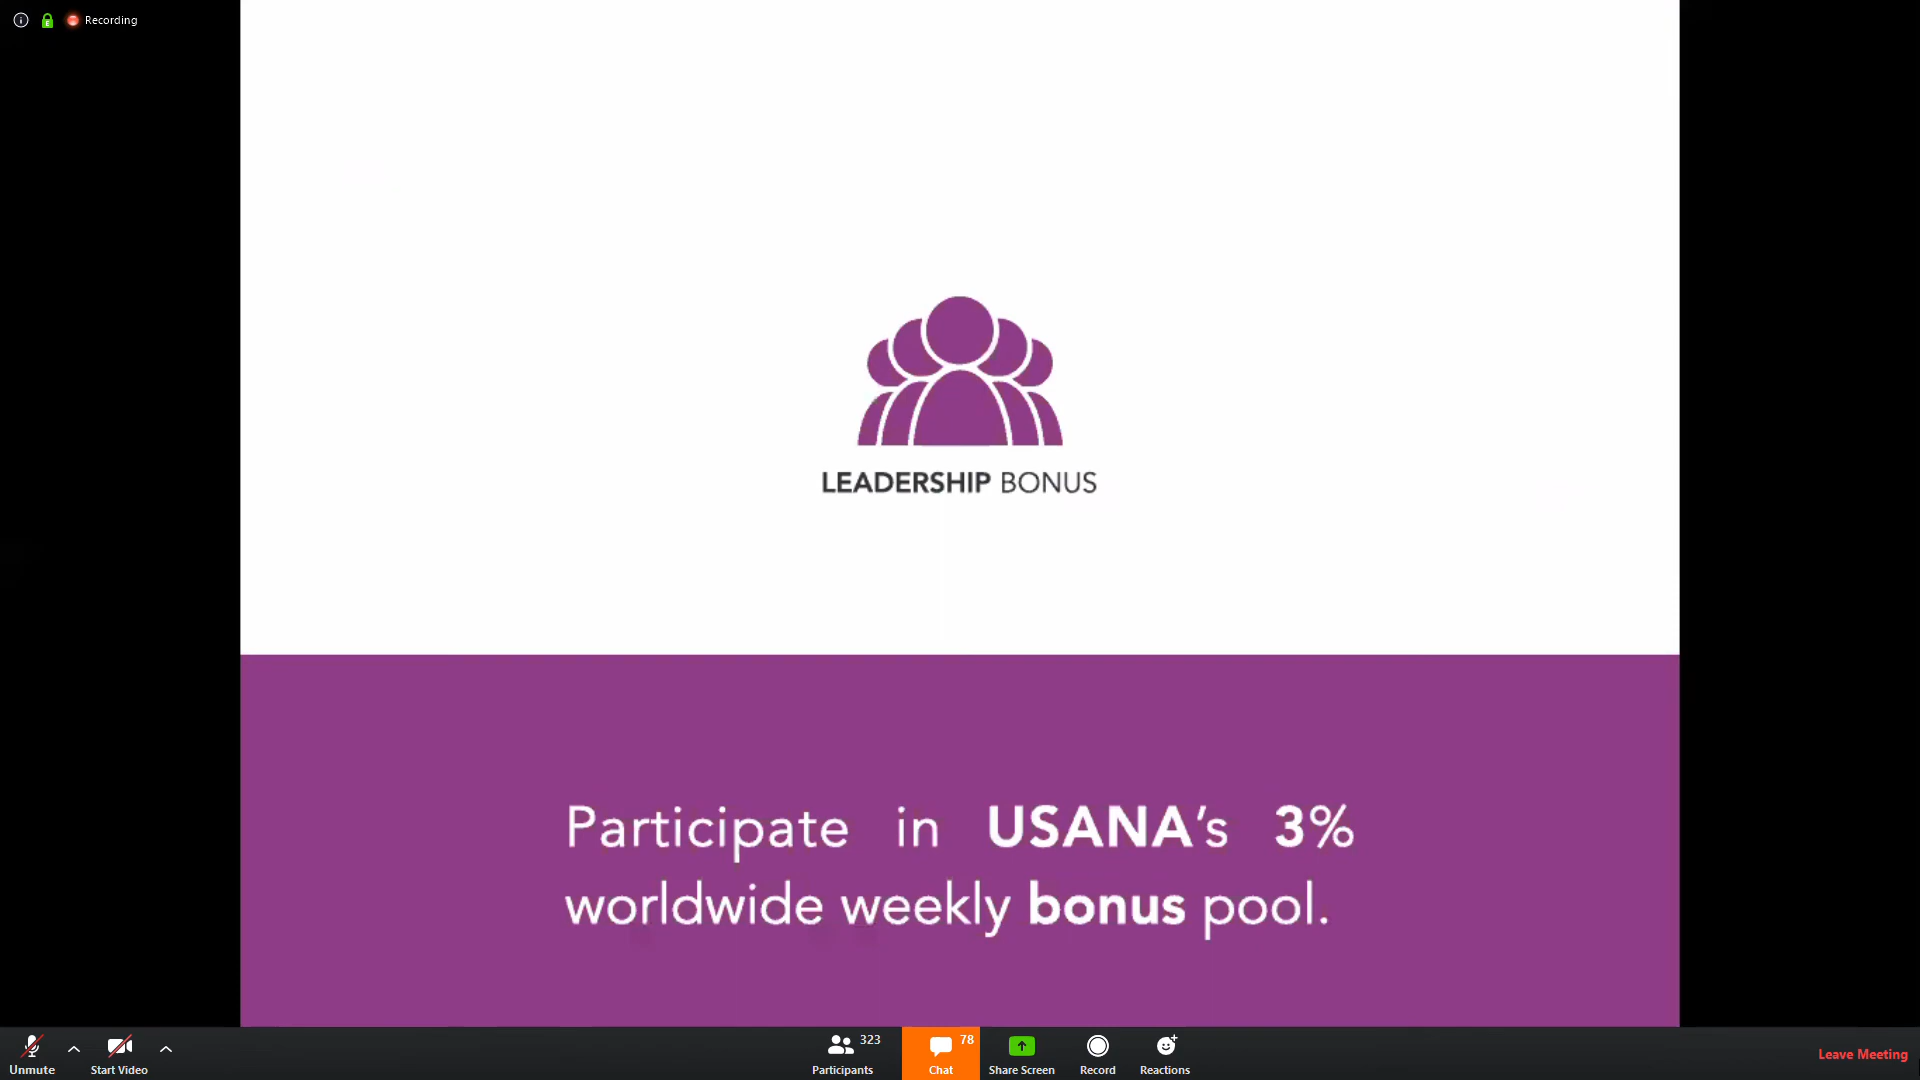 Recording
LEADERSHIP BONUS
Participate in USANA's 3%
worldwide weekly bonus pool.
323
78
Unmute
Start Video
Participants
Chat
Share Screen
Record
Reactions
Leave Meeting